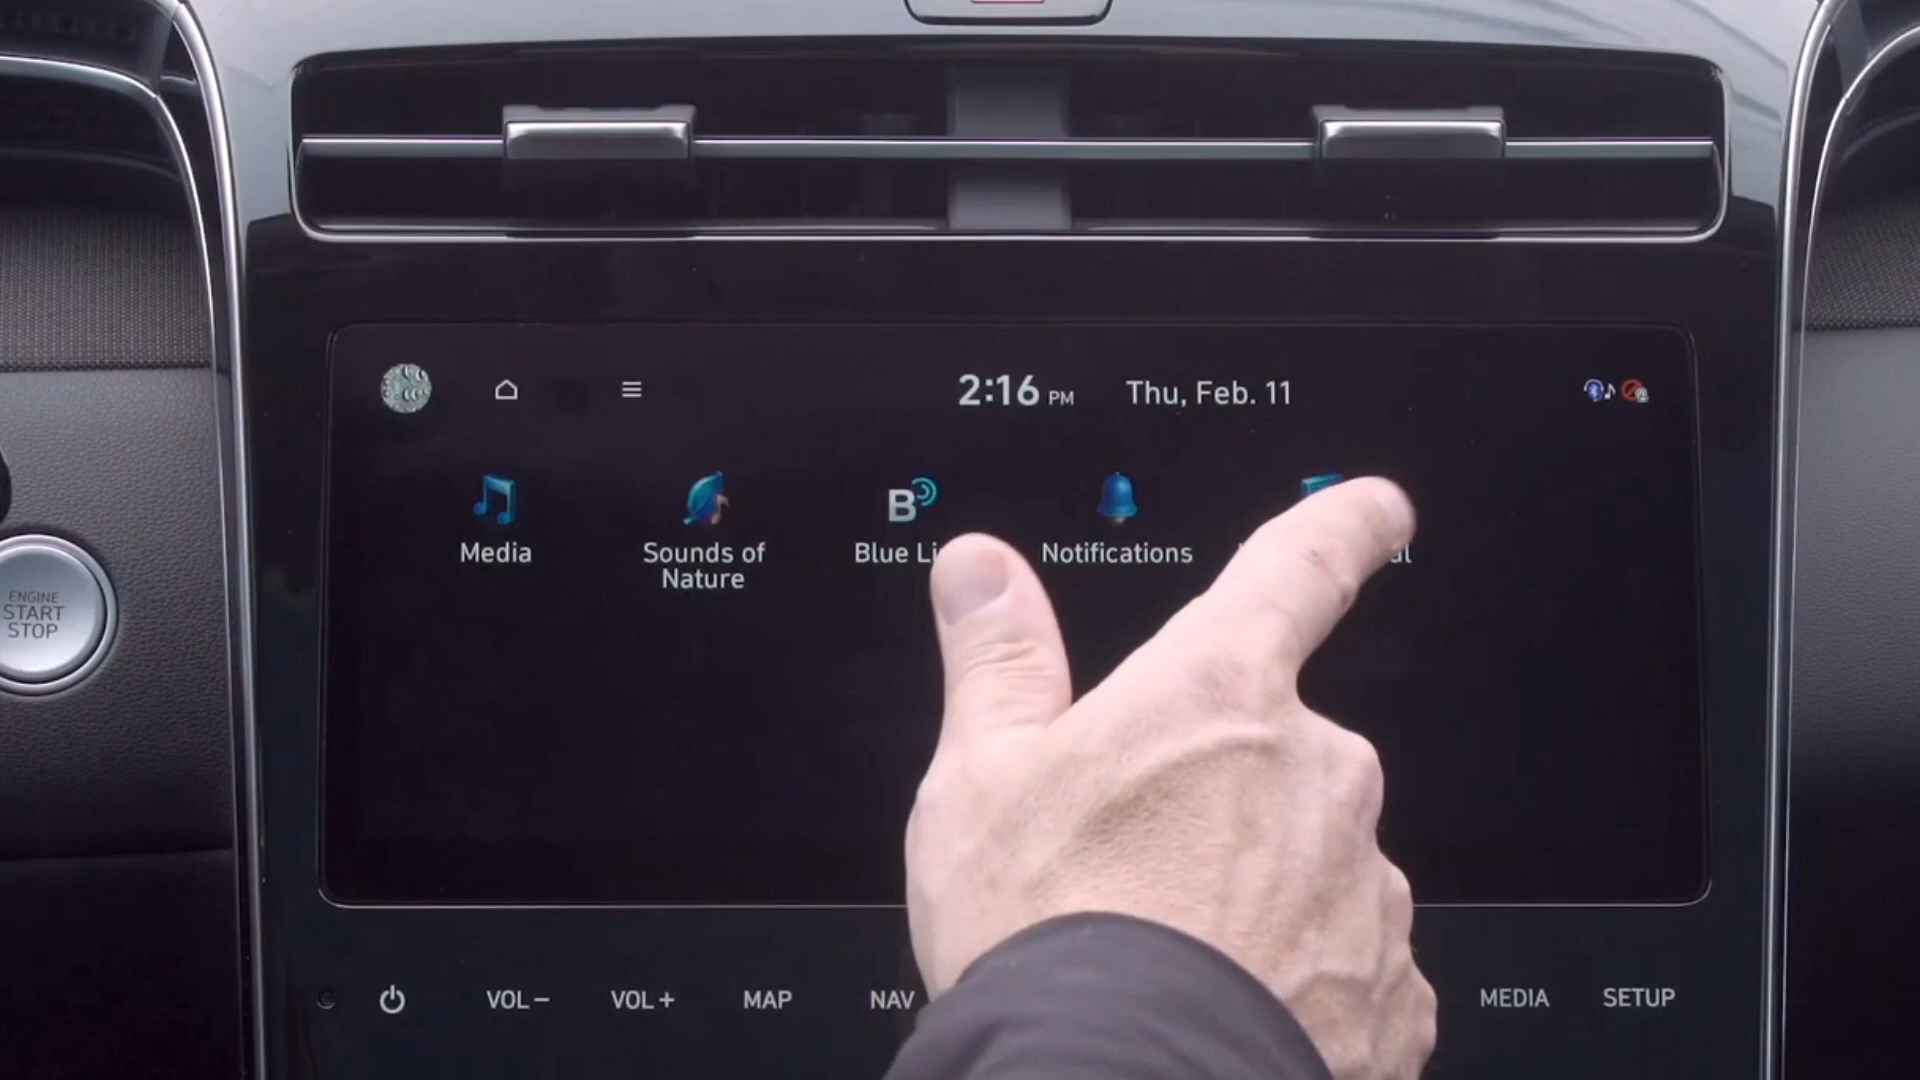 2:16 PM Thu, Feb. 11
Media
Sounds of
Nature
B
Blue
Notifications
ENGINE
START
STOP
VOL− VOL+ MAP NAV MEDIA SETUP